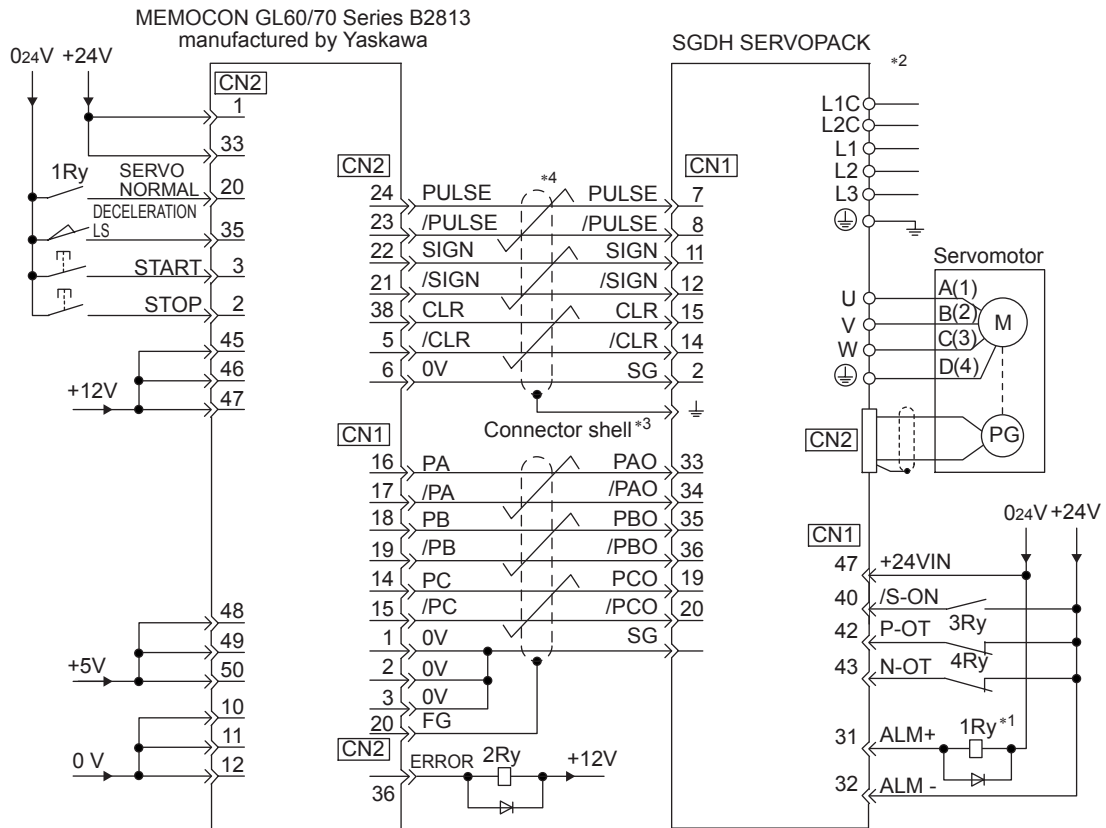 MEMOCON GL60/70 Series B2813
manufactured by Yaskawa
SGDH SERVOPACK
*2
024V +24V
CN2
1
33
1Ry SERVO NORMAL 20
DECELERATION
LS 35
START 3
STOP 2
45
46
+12V 47
48
49
+5V 50
10
11
0 V 12
CN2 *4 CN1
24 PULSE PULSE 7
23 /PULSE /PULSE 8
22 SIGN SIGN 11
21 /SIGN /SIGN 12
38 CLR CLR 15
5 /CLR /CLR 14
6 0V SG 2
Connector shell *3
CN1
16 PA PAO 33
17 /PA /PAO 34
18 PB PBO 35
19 /PB /PBO 36
14 PC PCO 19
15 /PC /PCO 20
1 0V SG
2 0V
3 0V
20 FG
CN2
36 ERROR 2Ry +12V
L1C
L2C
L1
L2
L3
Servomotor
U A(1)
V B(2) M
W C(3)
D(4)
CN2 PG
024V +24V
CN1
47 +24VIN
40 /S-ON
3Ry
42 P-OT
43 N-OT 4Ry
31 ALM+ 1Ry *1
32 ALM -